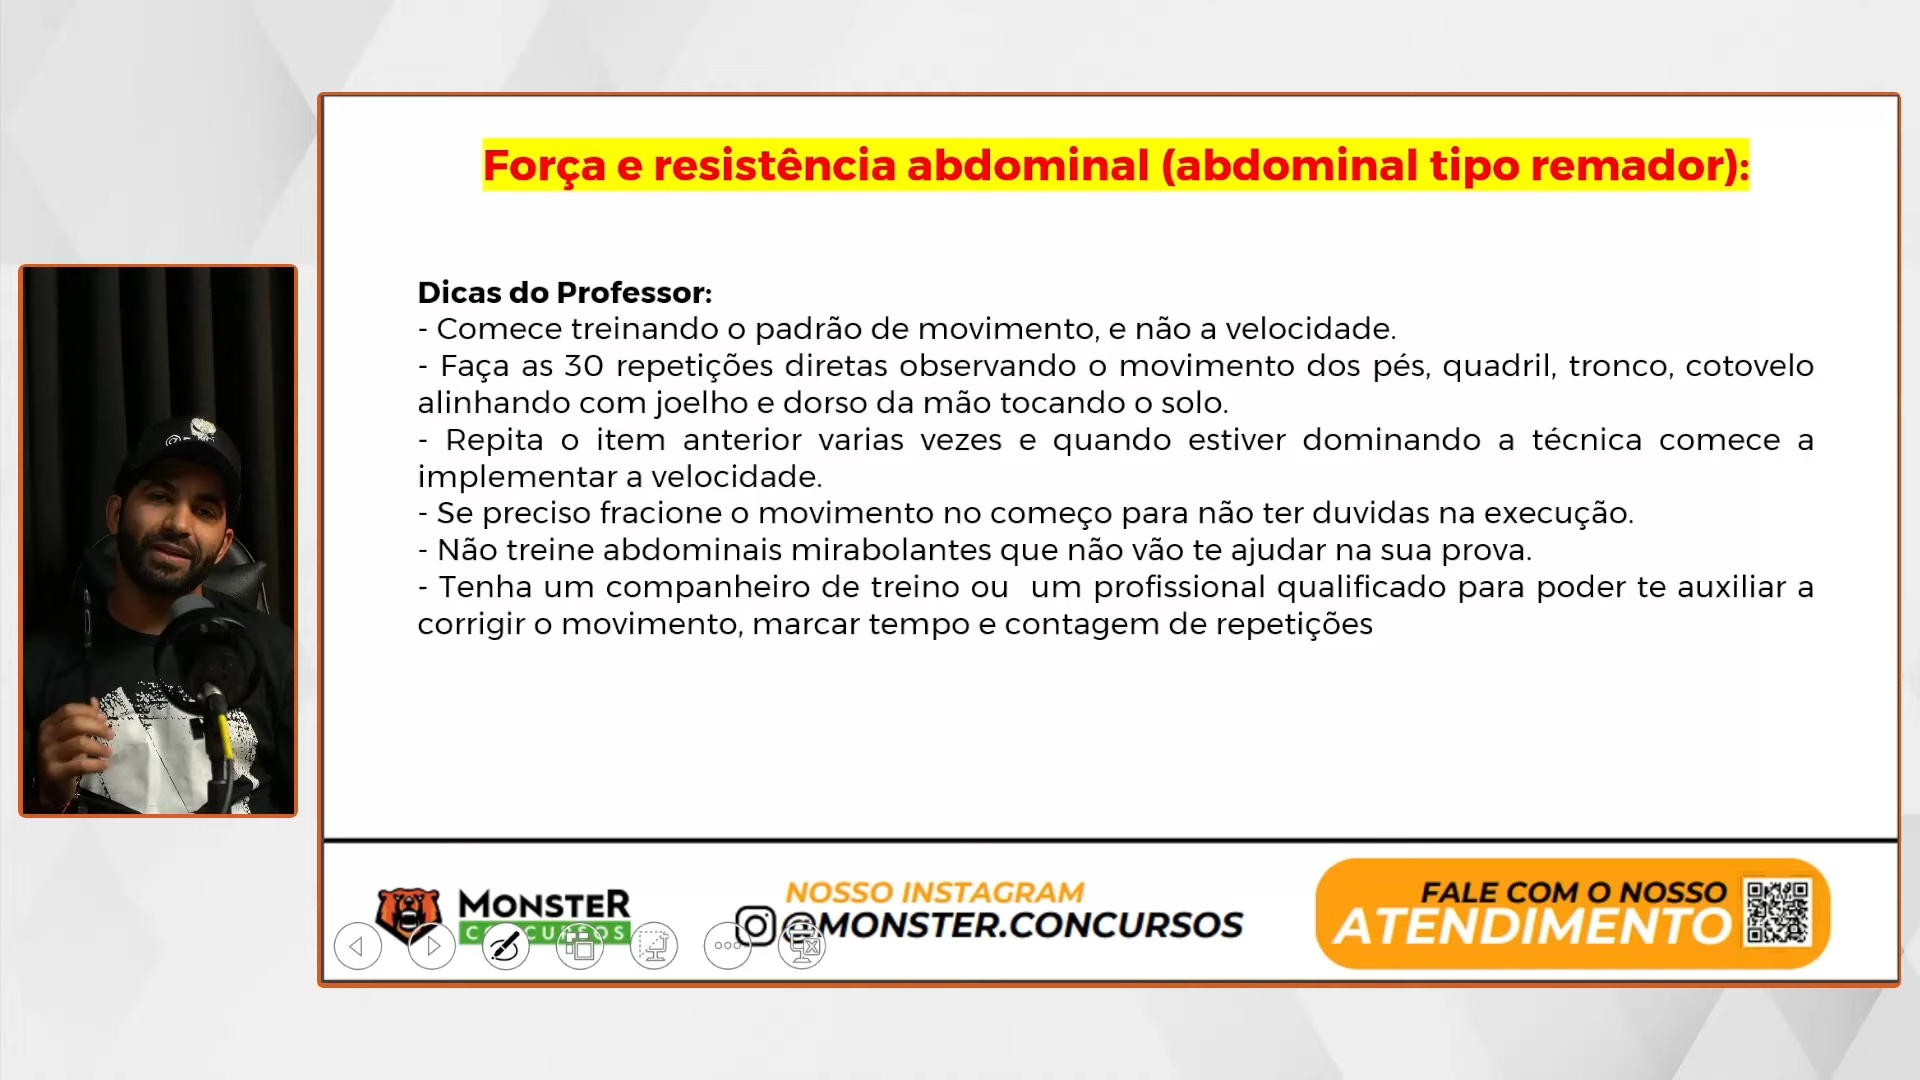 Força e resistência abdominal (abdominal tipo remador):
Dicas do Professor:
- Comece treinando o padrão de movimento, e não a velocidade.
- Faça as 30 repetições diretas observando o movimento dos pés, quadril, tronco, cotovelo
alinhando com joelho e dorso da mão tocando o solo.
- Repita o item anterior varias vezes e quando estiver dominando a técnica comece a
implementar a velocidade.
- Se preciso fracione o movimento no começo para não ter duvidas na execução.
- Não treine abdominais mirabolantes que não vão te ajudar na sua prova.
- Tenha um companheiro de treino ou um profissional qualificado para poder te auxiliar a
corrigir o movimento, marcar tempo e contagem de repetições
MONSTER
CONCURSOS
NOSSO INSTAGRAM
@MONSTER.CONCURSOS
FALE COM O NOSSO
ATENDIMENTO